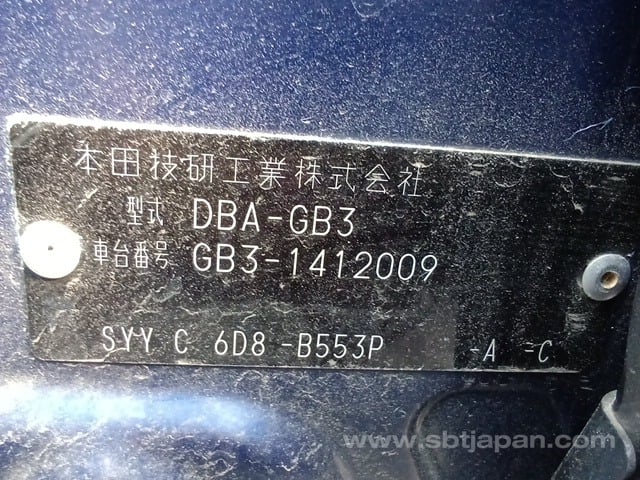 本田技研工業株式会社
型式 DBA-GB3
車台番号 GB3-1412009
SYY C 6D8 -B553P -A -C
www.sbtjapan.com